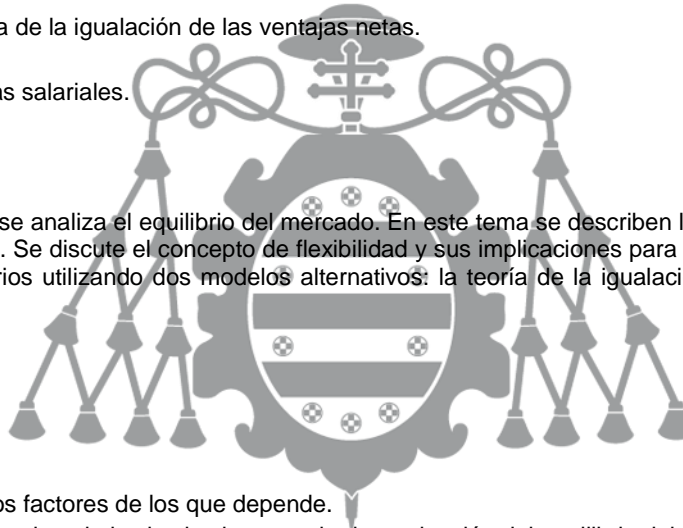 a de la igualación de las ventajas netas.
as salariales.
se analiza el equilibrio del mercado. En este tema se describen l
. Se discute el concepto de flexibilidad y sus implicaciones para
rios utilizando dos modelos alternativos: la teoría de la igualaci
os factores de los que depende.